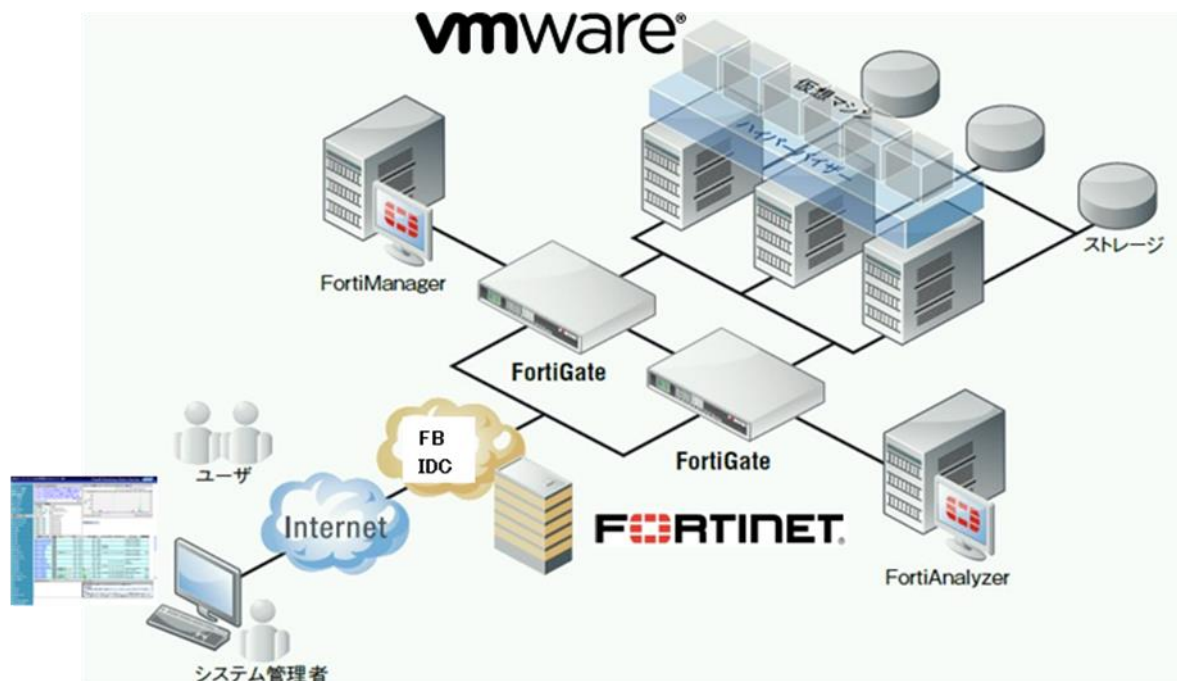 vmware®
仮想マシン
ハイパーバイザー
ストレージ
FortiManager
FortiGate
FortiGate
FB
IDC
ユーザ
Internet
FORTINET®
FortiAnalyzer
システム管理者